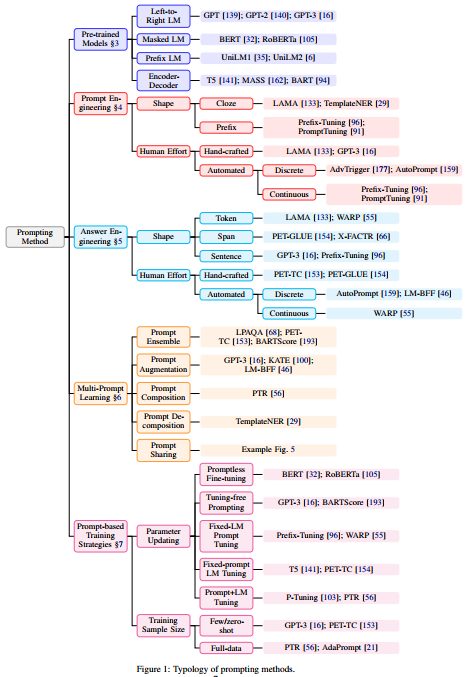 Prompting
Method
Pre-trained
Models §3
Left-to-
Right LM
GPT [139]; GPT-2 [140]; GPT-3 [16]
Masked LM
BERT [32]; RoBERTa [105]
Prefix LM
UniLM1 [35]; UniLM2 [6]
Encoder-
Decoder
T5 [141]; MASS [162]; BART [94]
Prompt En-
gineering §4
Shape
Cloze
LAMA [133]; TemplateNER [29]
Prefix
Prefix-Tuning [96];
PromptTuning
[91]
Human Effort
Hand-crafted
LAMA [133]; GPT-3 [16]
Automated
Discrete
AdvTrigger [177]; AutoPrompt [159]
Continuous
Prefix-Tuning [96];
PromptTuning
[91]
Answer En-
gineering §5
Shape
Token
LAMA [133]; WARP [55]
Span
PET-GLUE [154]; X-FACTR [66]
Sentence
GPT-3 [16]; Prefix-Tuning [96]
Human Effort
Hand-crafted
PET-TC [153]; PET-GLUE [154]
Automated
Discrete
AutoPrompt [159]; LM-BFF [46]
Continuous
WARP [55]
Multi-Prompt
Learning §6
Prompt
Ensemble
LPAQA [68]; PET-
TC [153]; BARTScore [193]
Prompt
Augmentation
GPT-3 [16]; KATE [100];
LM-BFF [46]
Prompt
Composition
PTR [56]
Prompt De-
composition
TemplateNER [29]
Prompt
Sharing
Example Fig. 5
Prompt-based
Training
Strategies §7
Parameter
Updating
Promptless
Fine-tuning
BERT [32]; RoBERTa [105]
Tuning-free
Prompting
GPT-3 [16]; BARTScore [193]
Fixed-LM
Prompt
Tuning
Prefix-Tuning [96]; WARP [55]
Fixed-prompt
LM Tuning
T5 [141]; PET-TC [154]
Prompt+LM
Tuning
P-Tuning [103]; PTR [56]
Training
Sample Size
Few/zero-
shot
GPT-3 [16]; PET-TC [153]
Full-data
PTR [56]; AdaPrompt [21]
Figure 1: Typology of prompting methods.